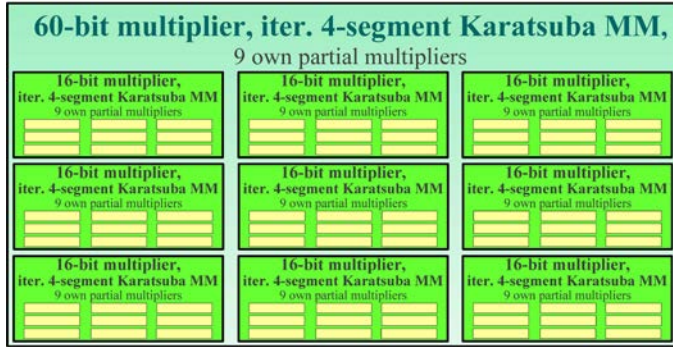 60-bit multiplier, iter. 4-segment Karatsuba MM,
9 own partial multipliers
16-bit multiplier,
iter. 4-segment Karatsuba MM
9 own partial multipliers
16-bit multiplier,
iter. 4-segment Karatsuba MM
9 own partial multipliers
16-bit multiplier,
iter. 4-segment Karatsuba MM
9 own partial multipliers
16-bit multiplier,
iter. 4-segment Karatsuba MM
9 own partial multipliers
16-bit multiplier,
iter. 4-segment Karatsuba MM
9 own partial multipliers
16-bit multiplier,
iter. 4-segment Karatsuba MM
9 own partial multipliers
16-bit multiplier,
iter. 4-segment Karatsuba MM
9 own partial multipliers
16-bit multiplier,
iter. 4-segment Karatsuba MM
9 own partial multipliers
16-bit multiplier,
iter. 4-segment Karatsuba MM
9 own partial multipliers